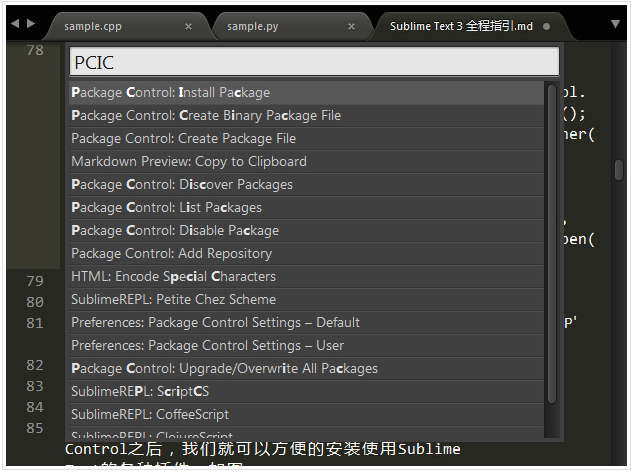 sample.cpp × sample.py × Sublime Text 3 全程指引.md
78
PCIC
Package Control: Install Package
Package Control: Create Binary Package File
Package Control: Create Package File
Markdown Preview: Copy to Clipboard
Package Control: Discover Packages
Package Control: List Packages
Package Control: Disable Package
Package Control: Add Repository
HTML: Encode Special Characters
SublimeREPL: Petite Chez Scheme
Preferences: Package Control Settings – Default
Preferences: Package Control Settings – User
Package Control: Upgrade/Overwrite All Packages
SublimeREPL: ScriptCS
SublimeREPL: CoffeeScript
SublimeREPL: ClojureScript
ol.
();
ner(
,
pen(
79
80
81
P'
82
83
84
85
Control之后，我们就可以方便的安装使用Sublime
Text的各种插件，如图